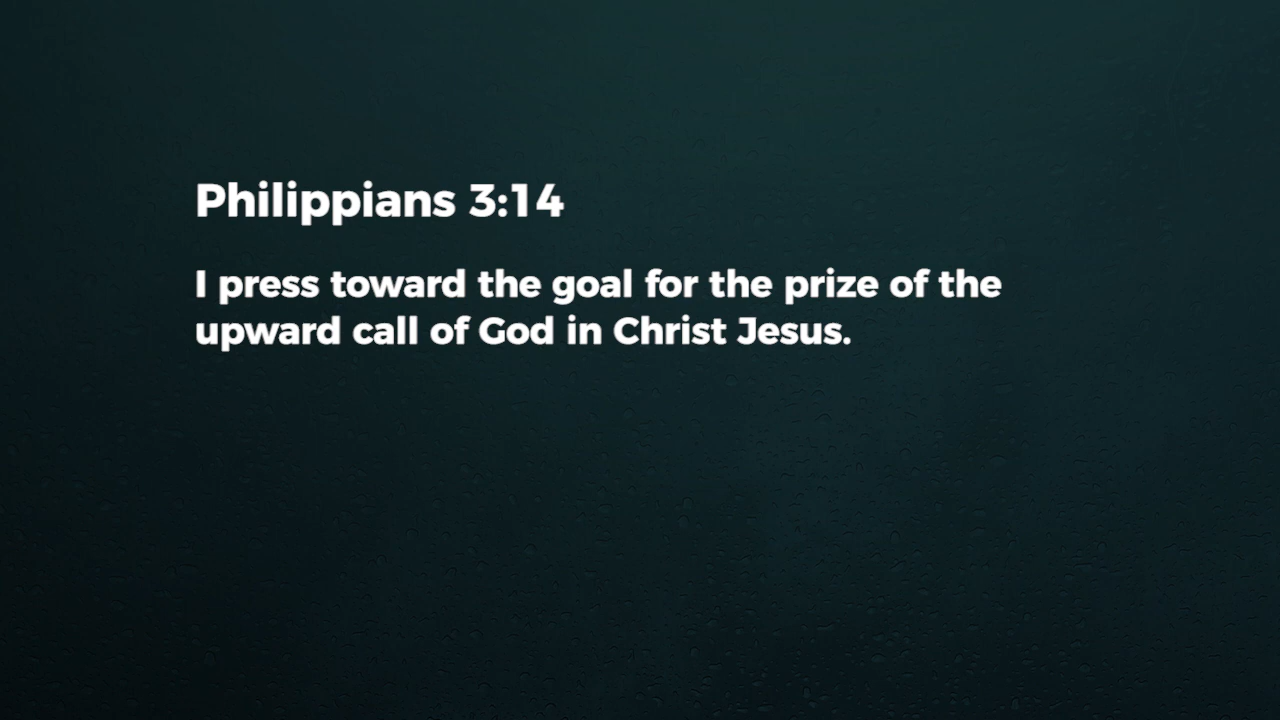 Philippians 3:14
I press toward the goal for the prize of the
upward call of God in Christ Jesus.